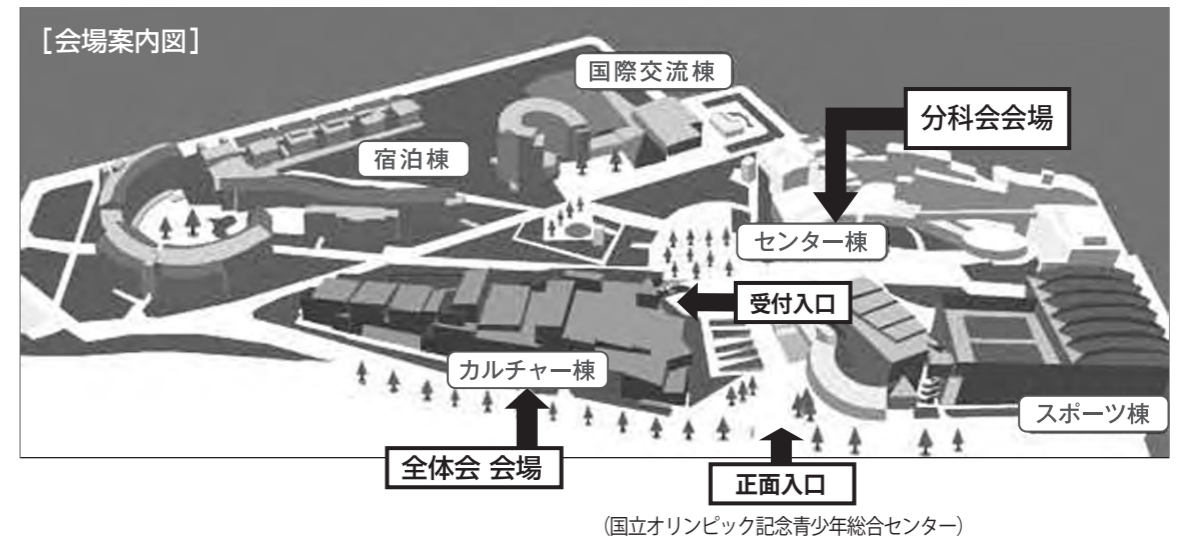 ［会場案内図］
国際交流棟
分科会会場
宿泊棟
センター棟
受付入口
カルチャー棟
スポーツ棟
全体会 会場
正面入口
（国立オリンピック記念青少年総合センター）